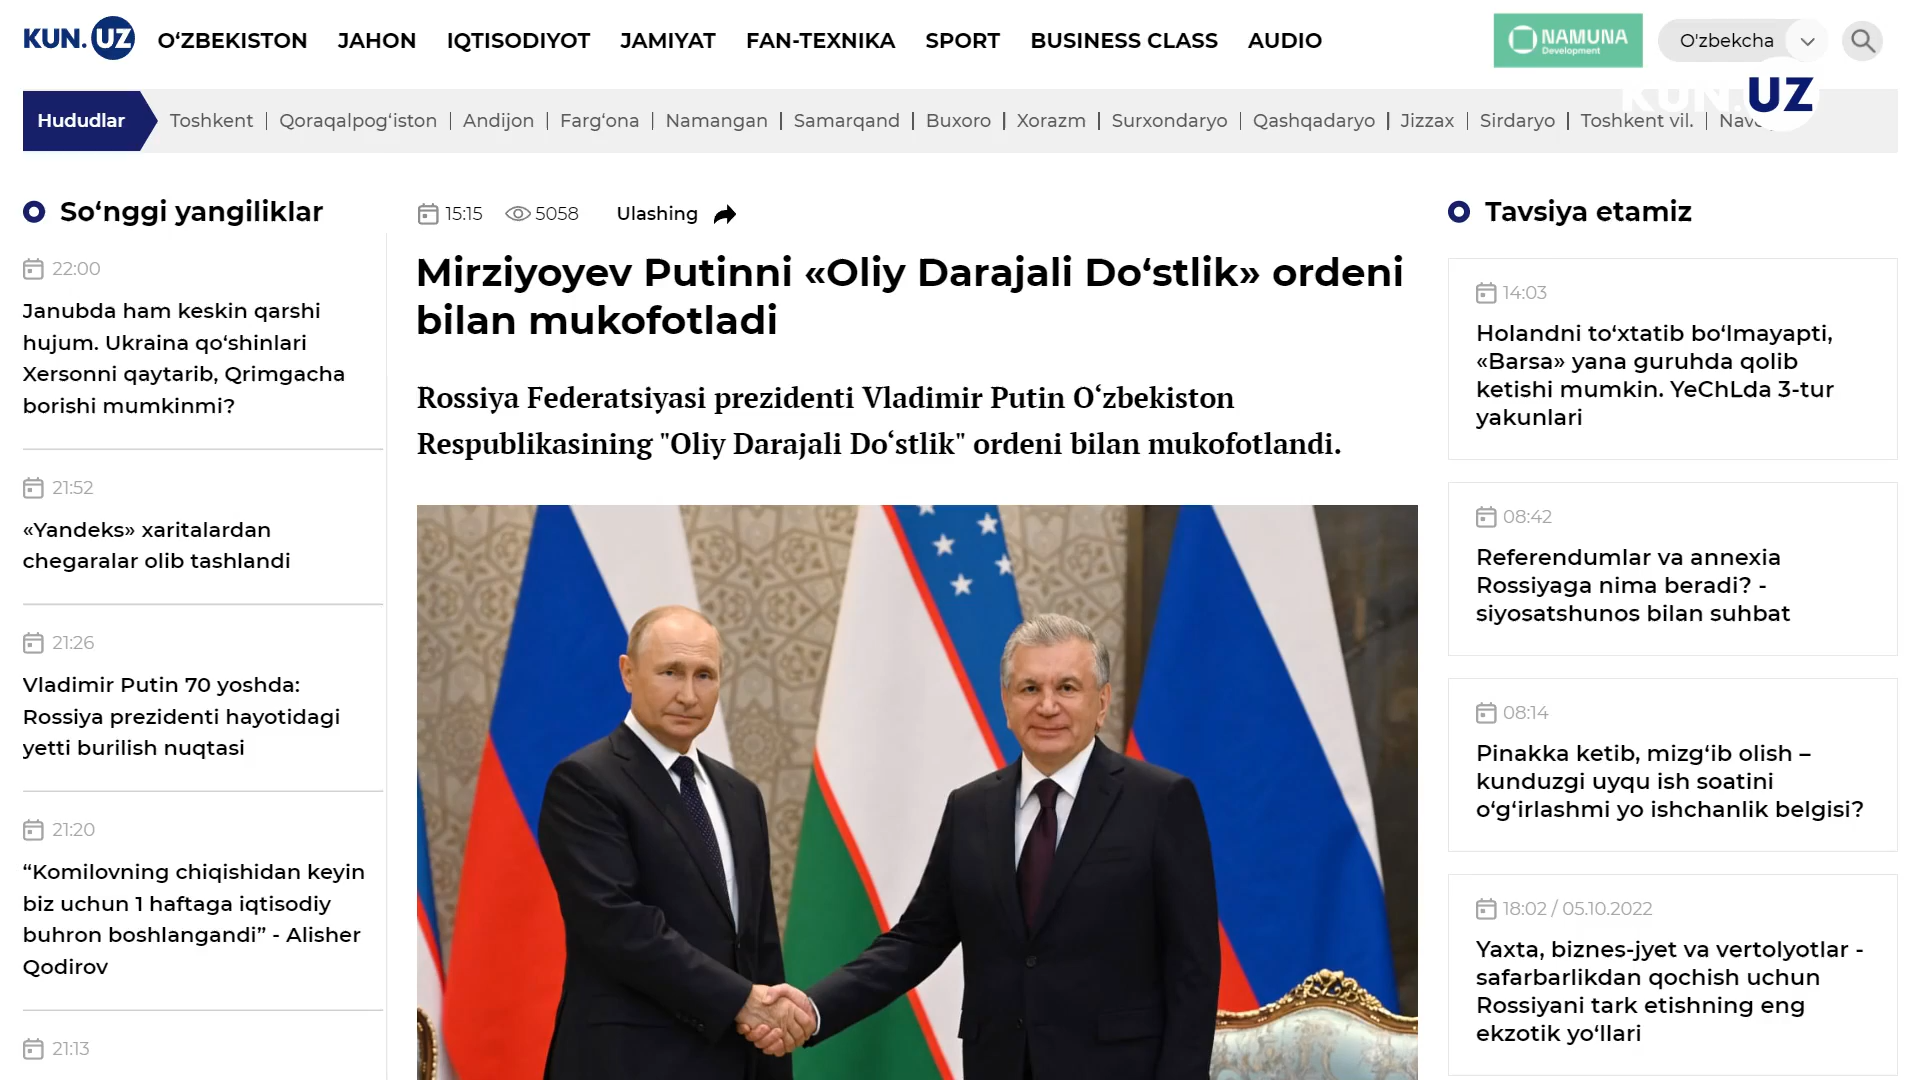 KUN.UZ
O‘ZBEKISTON JAHON IQTISODIYOT JAMIYAT FAN-TEXNIKA SPORT BUSINESS CLASS AUDIO
NAMUNA
Development
O'zbekcha
KUN.UZ
Hududlar Toshkent | Qoraqalpog‘iston | Andijon | Farg‘ona | Namangan | Samarqand | Buxoro | Xorazm | Surxondaryo | Qashqadaryo | Jizzax | Sirdaryo | Toshkent vil. |
So‘nggi yangiliklar
22:00
Janubda ham keskin qarshi
hujum. Ukraina qo‘shinlari
Xersonni qaytarib, Qrimgacha
borishi mumkinmi?
21:52
«Yandeks» xaritalardan
chegaralar olib tashlandi
21:26
Vladimir Putin 70 yoshda:
Rossiya prezidenti hayotidagi
yetti burilish nuqtasi
21:20
“Komilovning chiqishidan keyin
biz uchun 1 haftaga iqtisodiy
buhron boshlangandi” - Alisher
Qodirov
21:13
15:15 5058 Ulashing
Mirziyoyev Putinni «Oliy Darajali Do‘stlik» ordeni
bilan mukofotladi
Rossiya Federatsiyasi prezidenti Vladimir Putin O‘zbekiston
Respublikasining "Oliy Darajali Do‘stlik" ordeni bilan mukofotlandi.
Tavsiya etamiz
14:03
Holandni to‘xtatib bo‘lmayapti,
«Barsa» yana guruhda qolib
ketishi mumkin. YeChLda 3-tur
yakunlari
08:42
Referendumlar va annexia
Rossiyaga nima beradi? -
siyosatshunos bilan suhbat
08:14
Pinakka ketib, mizg‘ib olish –
kunduzgi uyqu ish soatini
o‘g‘irlashmi yo ishchanlik belgisi?
18:02 / 05.10.2022
Yaxta, biznes-jyet va vertolyotlar -
safarbarlikdan qochish uchun
Rossiyani tark etishning eng
ekzotik yo‘llari